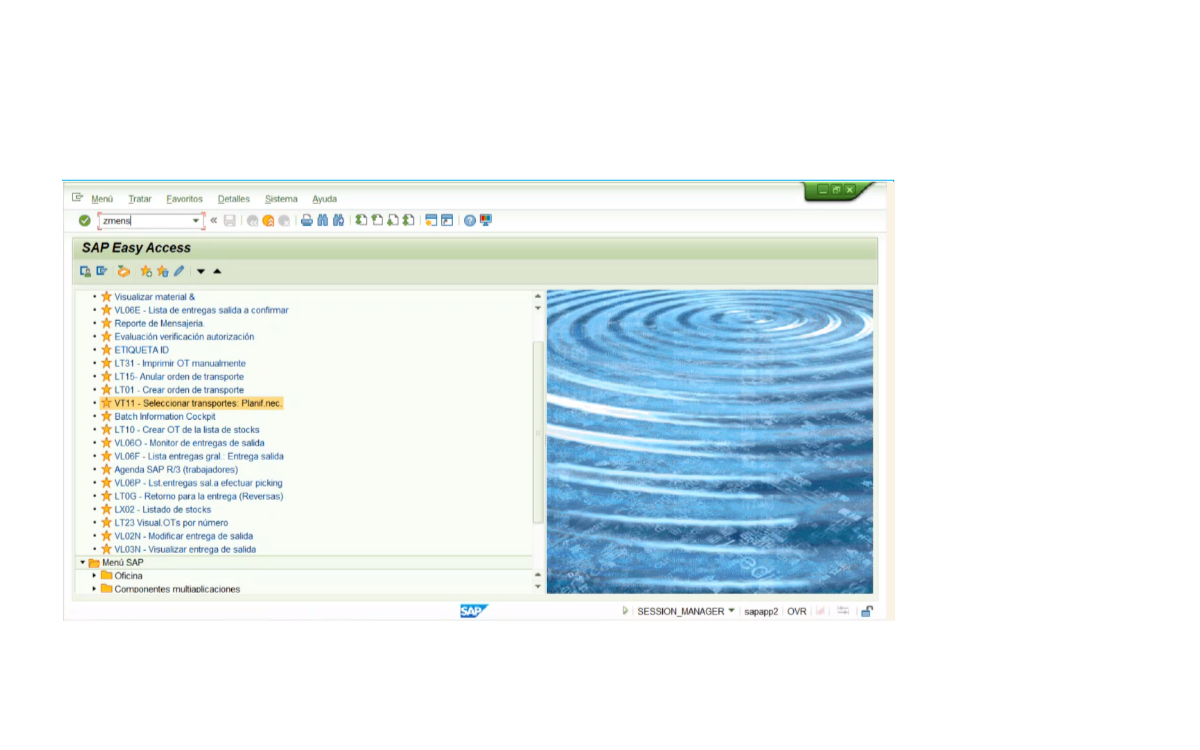 Menú Tratar Favoritos Detalles Sistema Ayuda
zmens
SAP Easy Access
Visualizar material &
VL06E - Lista de entregas salida a confirmar
Reporte de Mensajeria.
Evaluación verificación autorización
ETIQUETA ID
LT31 - Imprimir OT manualmente
LT15- Anular orden de transporte
LT01 - Crear orden de transporte
VT11 - Seleccionar transportes: Planif.nec.
Batch Information Cockpit
LT10 - Crear OT de la lista de stocks
VL06O - Monitor de entregas de salida
VL06F - Lista entregas gral.: Entrega salida
Agenda SAP R/3 (trabajadores)
VL06P - Lst.entregas sal.a efectuar picking
LT0G - Retorno para la entrega (Reversas)
LX02 - Listado de stocks
LT23 Visual.OTs por número
VL02N - Modificar entrega de salida
VL03N - Visualizar entrega de salida
Menú SAP
Oficina
Componentes multiaplicaciones
SAP SESSION_MANAGER sapapp2 OVR